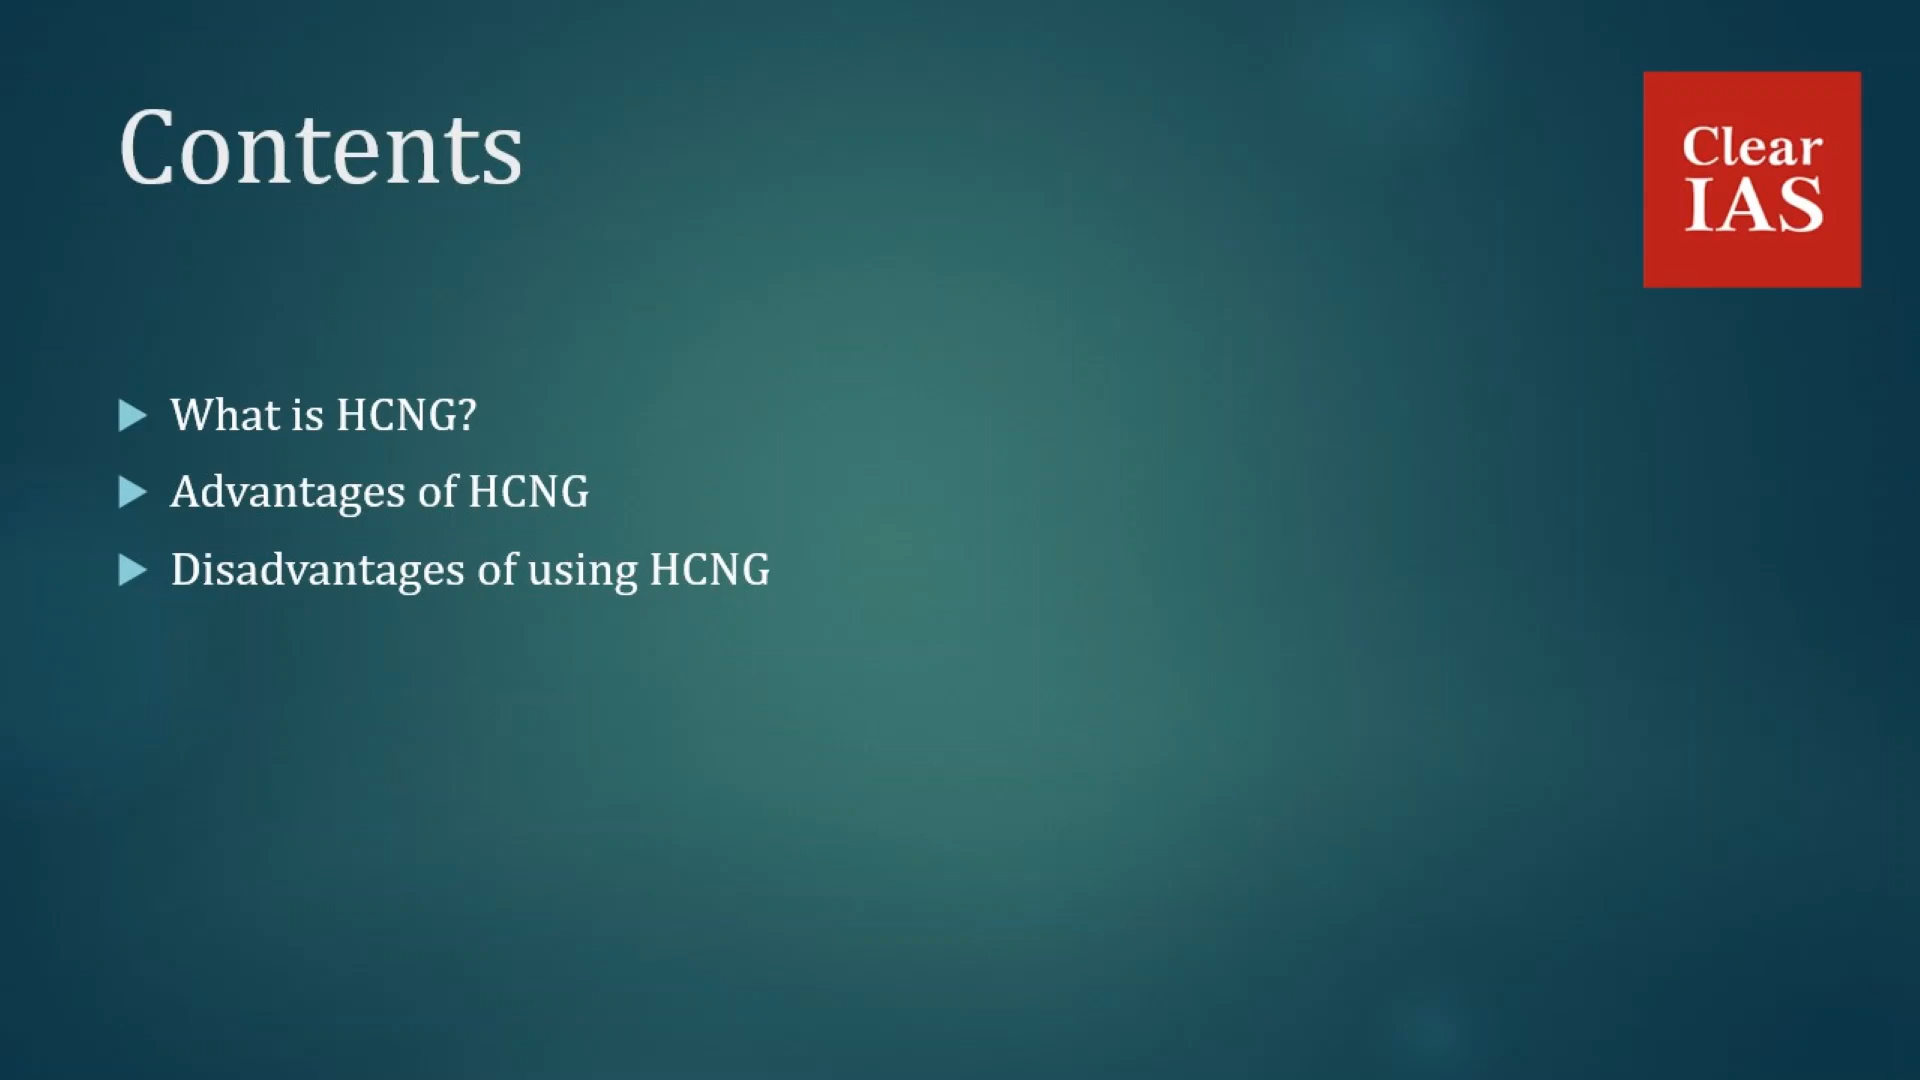 Contents
Clear
IAS
What is HCNG?
Advantages of HCNG
Disadvantages of using HCNG